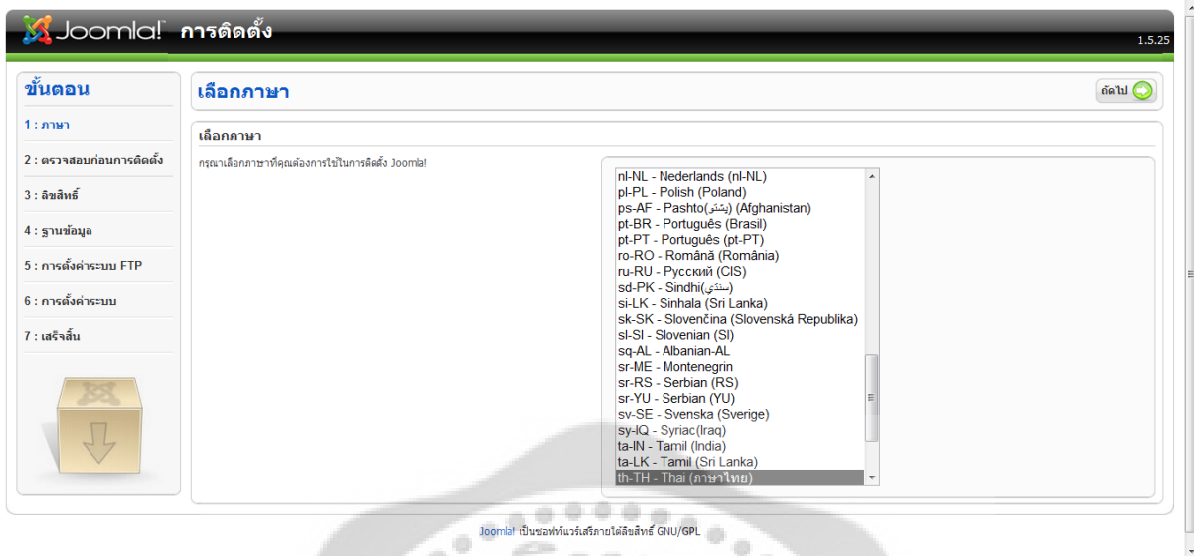 Joomla! การติดตั้ง
1.5.25
ขั้นตอน
1 : ภาษา
2 : ตรวจสอบก่อนการติดตั้ง
3 : ลิขสิทธิ์
4 : ฐานข้อมูล
5 : การตั้งค่าระบบ FTP
6 : การตั้งค่าระบบ
7 : เสร็จสิ้น
เลือกภาษา
ถัดไป
เลือกภาษา
กรุณาเลือกภาษาที่คุณต้องการใช้ในการติดตั้ง Joomla!
nl-NL - Nederlands (nl-NL)
pl-PL - Polish (Poland)
ps-AF - Pashto(پښتو) (Afghanistan)
pt-BR - Português (Brasil)
pt-PT - Português (pt-PT)
ro-RO - Română (România)
ru-RU - Русский (CIS)
sd-PK - Sindhi(سنڌي)
si-LK - Sinhala (Sri Lanka)
sk-SK - Slovenčina (Slovenská Republika)
sl-SI - Slovenian (SI)
sq-AL - Albanian-AL
sr-ME - Montenegrin
sr-RS - Serbian (RS)
sr-YU - Serbian (YU)
sv-SE - Svenska (Sverige)
sy-IQ - Syriac(Iraq)
ta-IN - Tamil (India)
ta-LK - Tamil (Sri Lanka)
th-TH - Thai (ภาษาไทย)
Joomla! เป็นซอฟท์แวร์เสรีภายใต้ลิขสิทธิ์ GNU/GPL